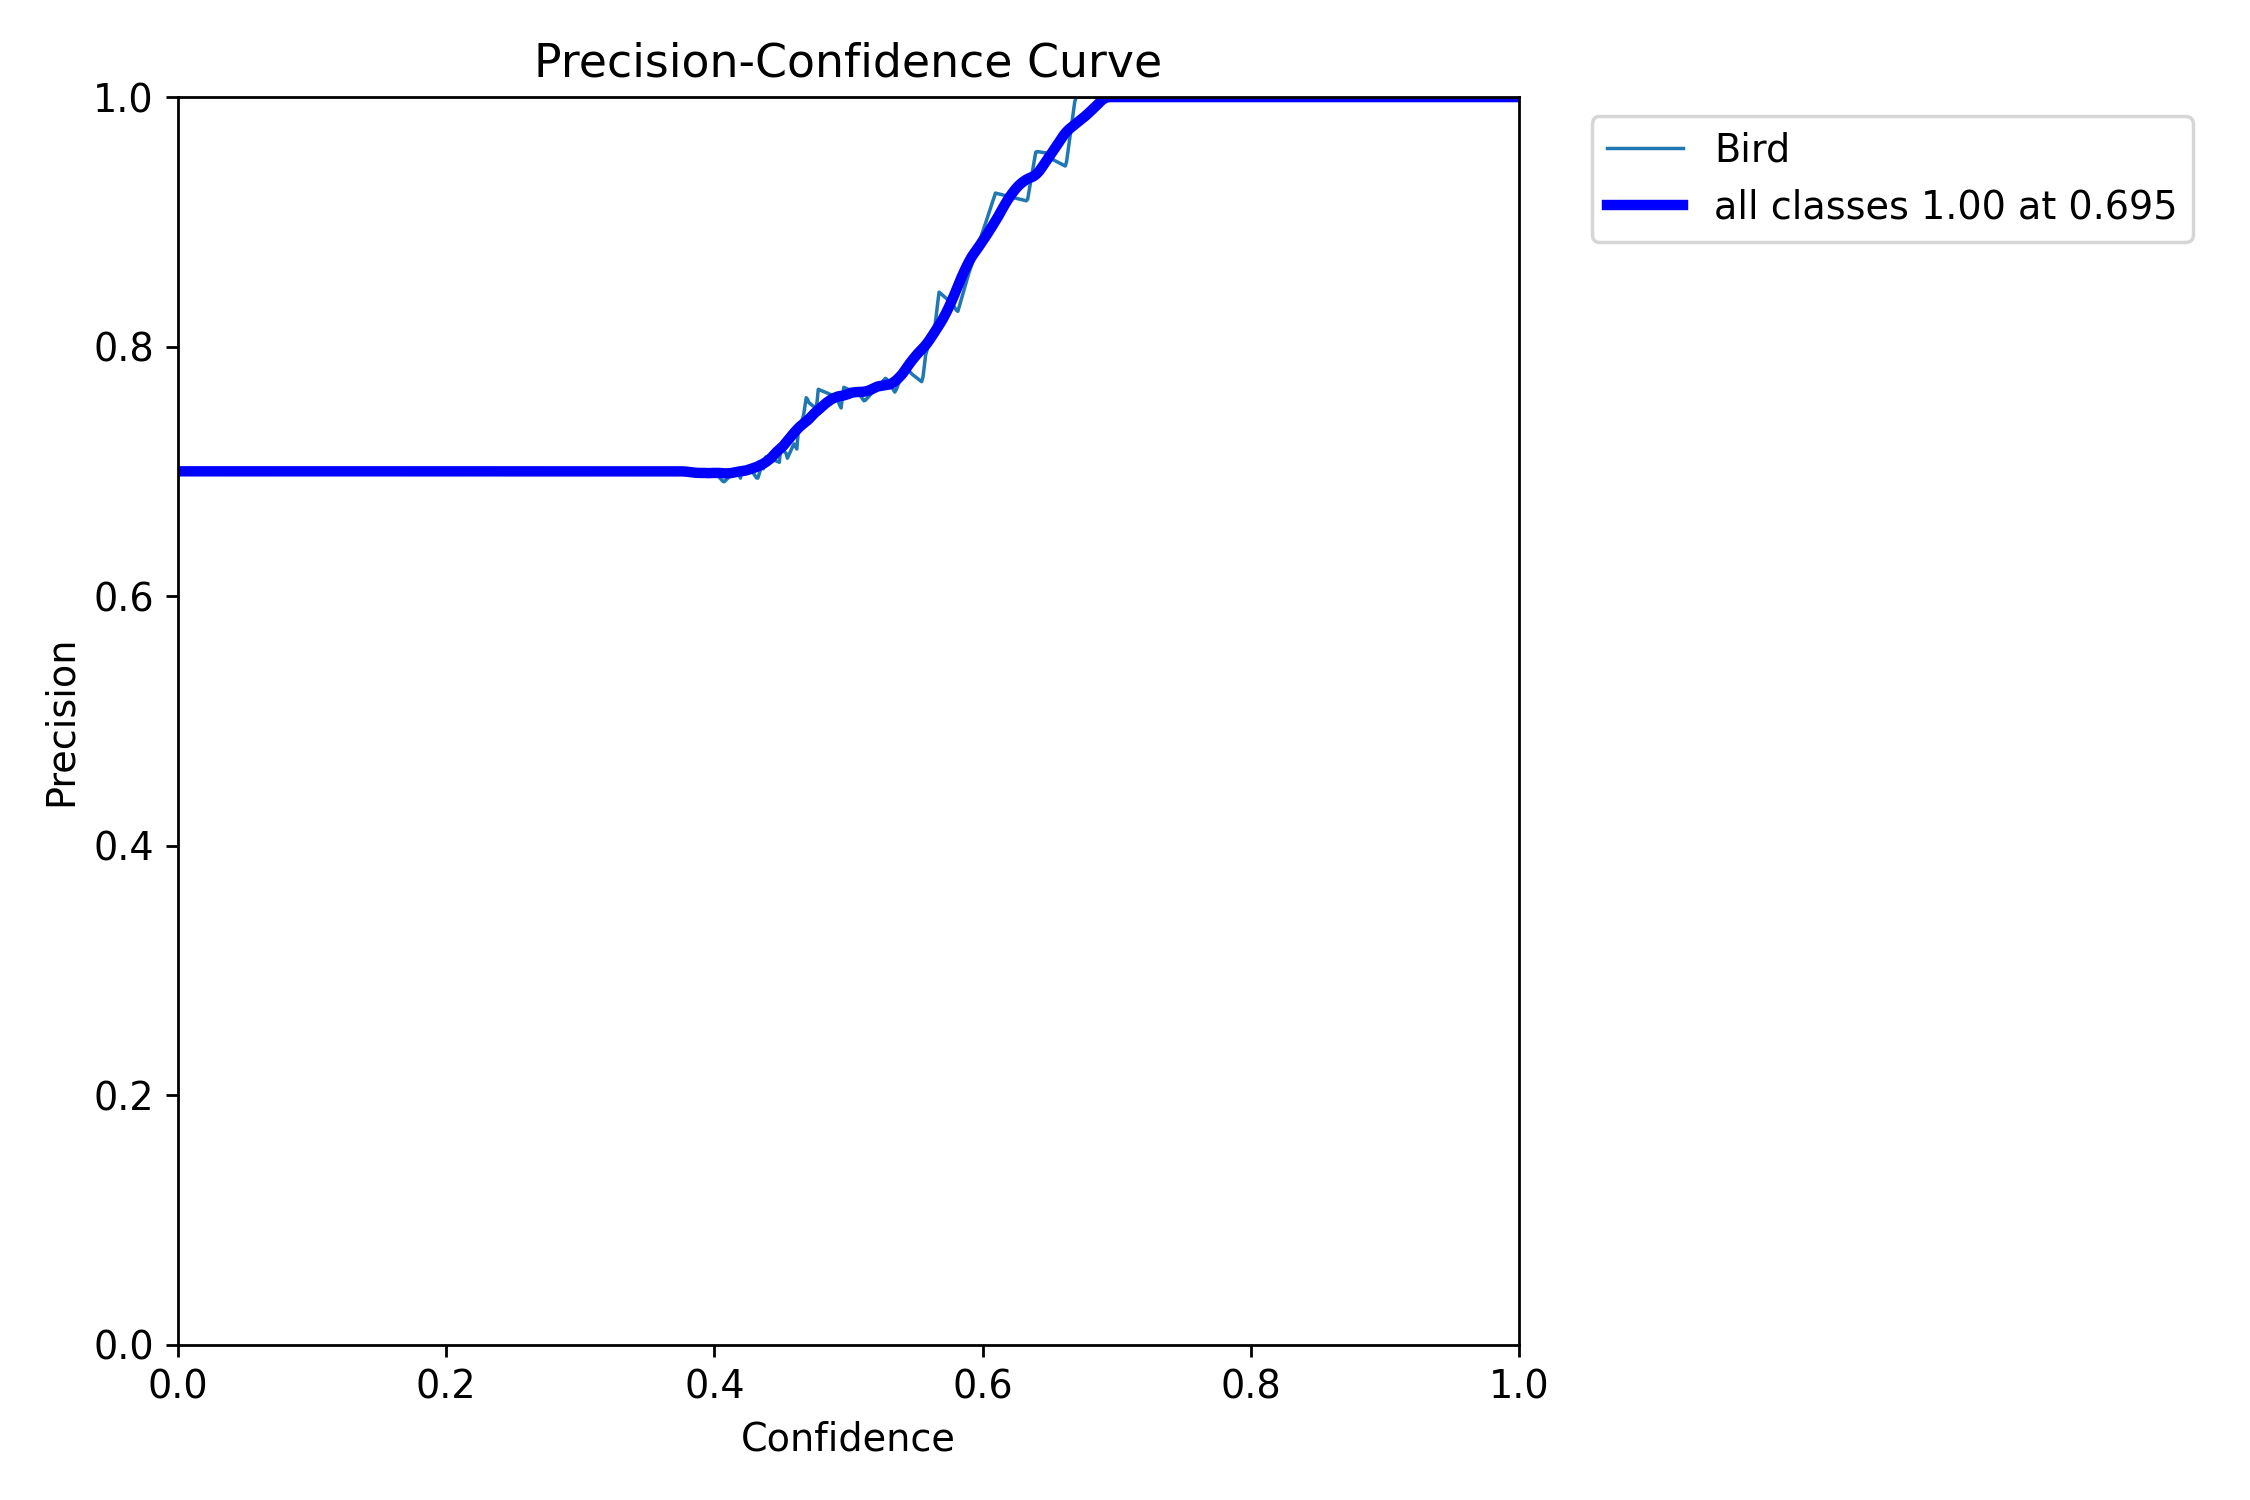 Precision-Confidence Curve
1.0
0.8
0.6
0.4
0.2
0.0
Precision
0.0 0.2 0.4 0.6 0.8 1.0
Confidence
Bird
all classes 1.00 at 0.695